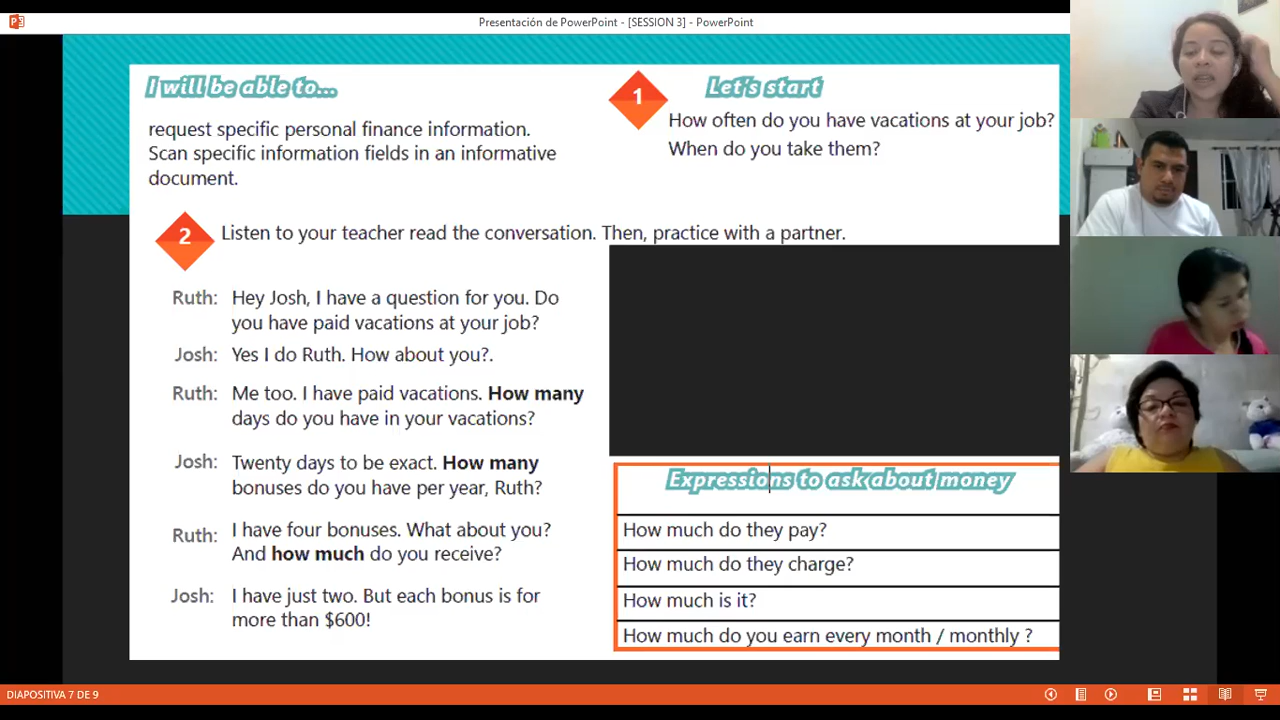 Presentación de PowerPoint - [SESSION 3] - PowerPoint
I will be able to...
request specific personal finance information.
Scan specific information fields in an informative
document.
1
Let's start
How often do you have vacations at your job?
When do you take them?
2
Listen to your teacher read the conversation. Then, practice with a partner.
Ruth: Hey Josh, I have a question for you. Do
you have paid vacations at your job?
Josh: Yes I do Ruth. How about you?.
Ruth: Me too. I have paid vacations. How many
days do you have in your vacations?
Josh: Twenty days to be exact. How many
bonuses do you have per year, Ruth?
Ruth: I have four bonuses. What about you?
And how much do you receive?
Josh: I have just two. But each bonus is for
more than $600!
Expressions to ask about money
How much do they pay?
How much do they charge?
How much is it?
How much do you earn every month / monthly ?
DIAPOSITIVA 7 DE 9